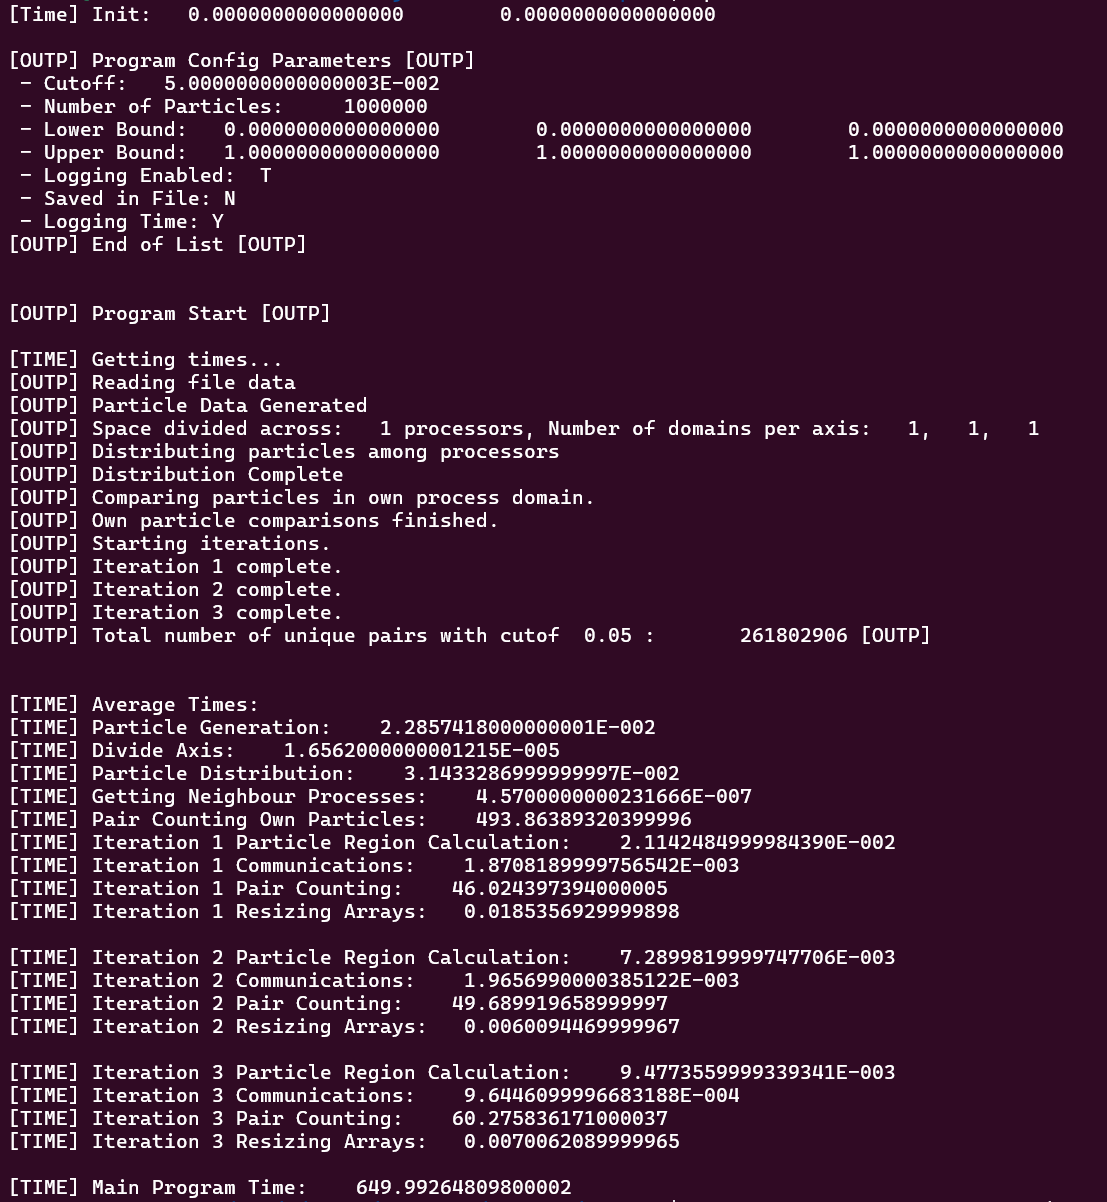 [Time] Init:   0.0000000000000000        0.0000000000000000
[OUTP] Program Config Parameters [OUTP]
 - Cutoff:   5.0000000000000003E-002
 - Number of Particles:     1000000
 - Lower Bound:   0.0000000000000000        0.0000000000000000        0.0000000000000000
 - Upper Bound:   1.0000000000000000        1.0000000000000000        1.0000000000000000
 - Logging Enabled:  T
 - Saved in File: N
 - Logging Time: Y
[OUTP] End of List [OUTP]
[OUTP] Program Start [OUTP]
[TIME] Getting times...
[OUTP] Reading file data
[OUTP] Particle Data Generated
[OUTP] Space divided across:   1 processors, Number of domains per axis:   1,   1,   1
[OUTP] Distributing particles among processors
[OUTP] Distribution Complete
[OUTP] Comparing particles in own process domain.
[OUTP] Own particle comparisons finished.
[OUTP] Starting iterations.
[OUTP] Iteration 1 complete.
[OUTP] Iteration 2 complete.
[OUTP] Iteration 3 complete.
[OUTP] Total number of unique pairs with cutof  0.05 :       261802906 [OUTP]
[TIME] Average Times:
[TIME] Particle Generation:    2.2857418000000001E-002
[TIME] Divide Axis:    1.6562000000001215E-005
[TIME] Particle Distribution:    3.1433286999999997E-002
[TIME] Getting Neighbour Processes:    4.5700000000231666E-007
[TIME] Pair Counting Own Particles:    493.86389320399996
[TIME] Iteration 1 Particle Region Calculation:    2.1142484999984390E-002
[TIME] Iteration 1 Communications:    1.8708189999756542E-003
[TIME] Iteration 1 Pair Counting:    46.024397394000005
[TIME] Iteration 1 Resizing Arrays:   0.0185356929999898
[TIME] Iteration 2 Particle Region Calculation:    7.2899819999747706E-003
[TIME] Iteration 2 Communications:    1.9656990000385122E-003
[TIME] Iteration 2 Pair Counting:    49.689919658999997
[TIME] Iteration 2 Resizing Arrays:   0.0060094469999967
[TIME] Iteration 3 Particle Region Calculation:    9.4773559999339341E-003
[TIME] Iteration 3 Communications:    9.6446099996683188E-004
[TIME] Iteration 3 Pair Counting:    60.275836171000037
[TIME] Iteration 3 Resizing Arrays:   0.0070062089999965
[TIME] Main Program Time:    649.99264809800002